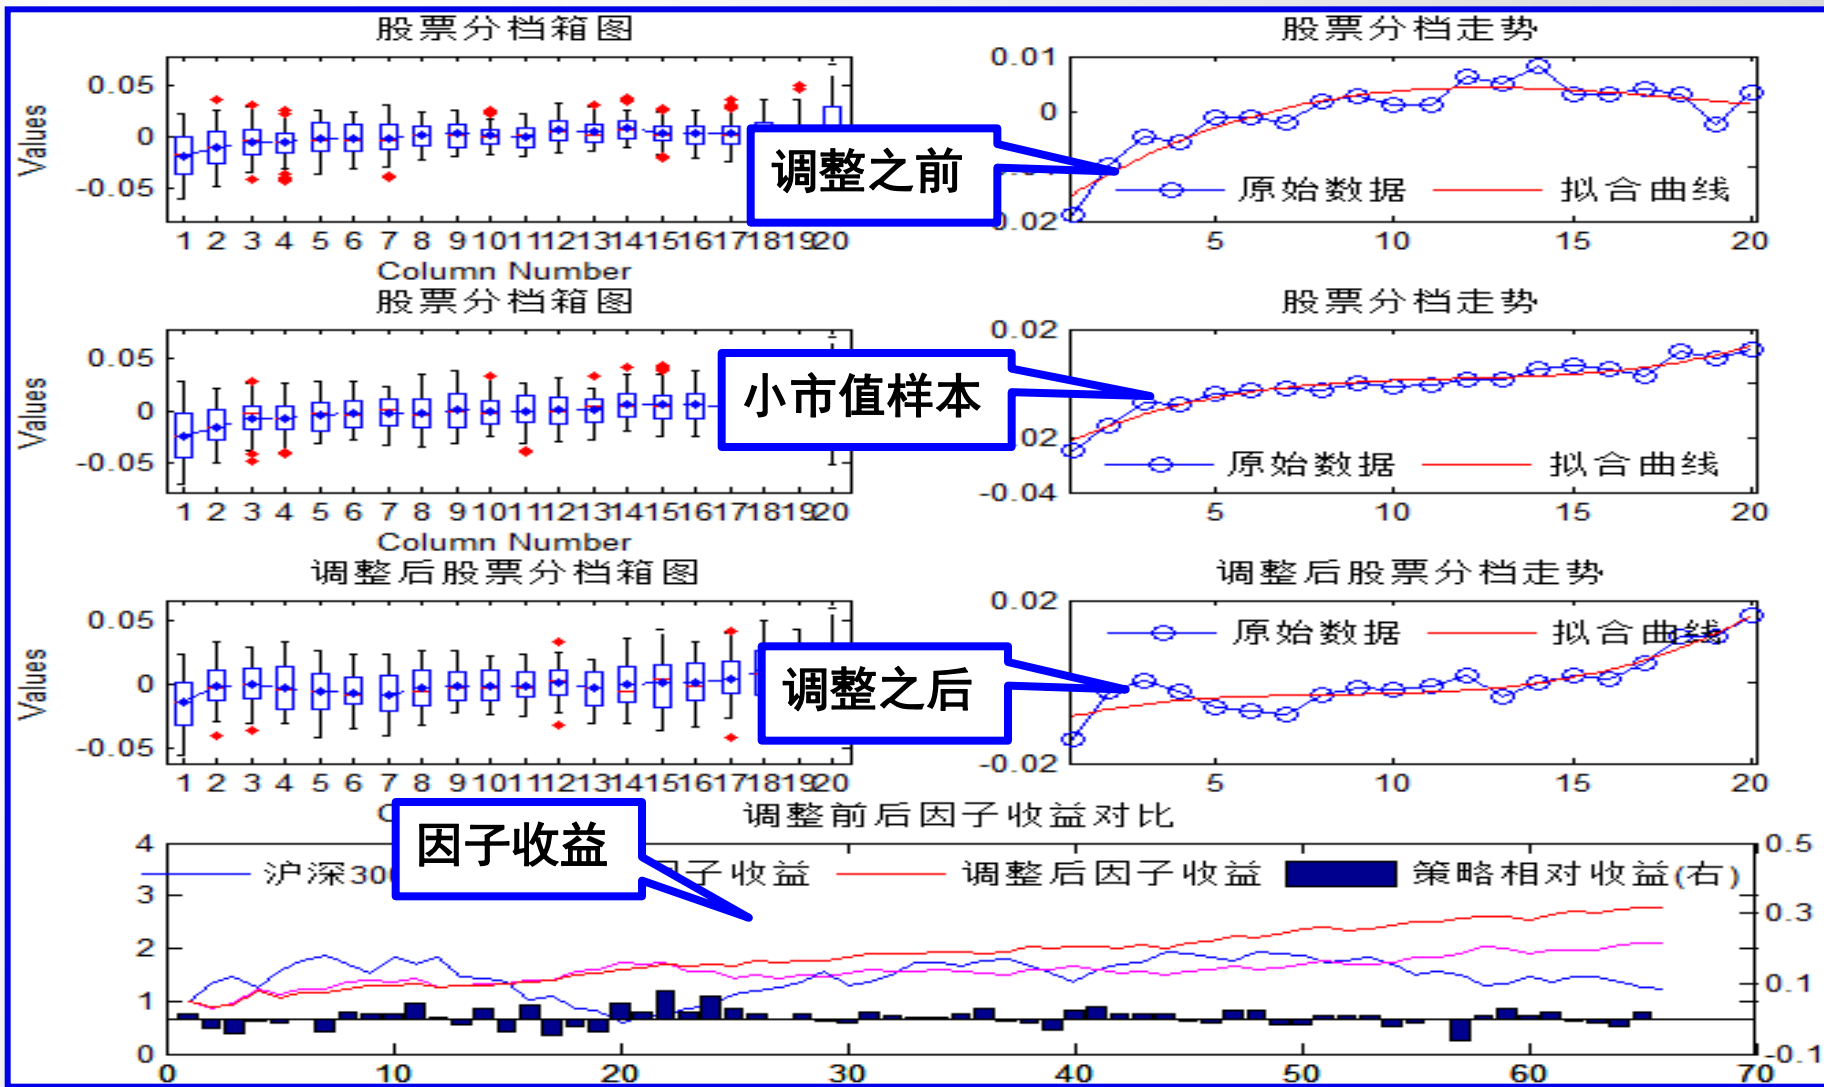 股票分档箱图
股票分档走势
Values
0.05
0
-0.05
1 2 3 4 5 6 7 8 9 10 11 12 13 14 15 16 17 18 19 20
Column Number
0.01
0
0.02
5 10 15 20
原始数据 拟合曲线
调整之前
股票分档箱图
股票分档走势
Values
0.05
0
-0.05
1 2 3 4 5 6 7 8 9 10 11 12 13 14 15 16 17 18 19 20
Column Number
0.02
02
-0.04
5 10 15 20
原始数据 拟合曲线
小市值样本
调整后股票分档箱图
调整后股票分档走势
Values
0.05
0
-0.05
1 2 3 4 5 6 7 8 9 10 11 12 13 14 15 16 17 18 19 20
0.02
-0.02
5 10 15 20
原始数据 拟合曲线
调整之后
调整前后因子收益对比
因子收益
沪深300 子收益 调整后因子收益 策略相对收益(右)
4
3
2
1
0
0.5
0.3
0.1
-0.1
0 10 20 30 40 50 60 70